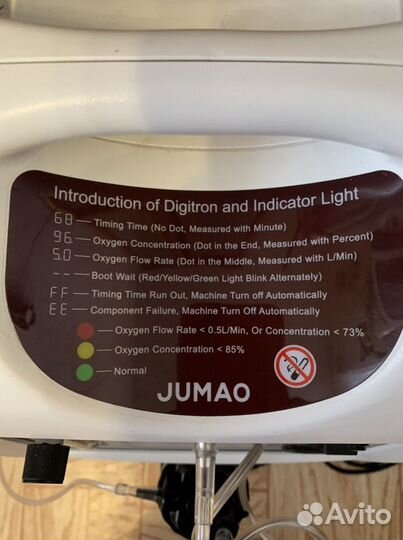 Introduction of Digitron and Indicator Light
68 — Timing Time (No Dot, Measured with Minute)
96. — Oxygen Concentration (Dot in the End, Measured with Percent)
5.0 — Oxygen Flow Rate (Dot in the Middle, Measured with L/Min)
-- — Boot Wait (Red/Yellow/Green Light Blink Alternately)
FF — Timing Time Run Out, Machine Turn off Automatically
EE — Component Failure, Machine Turn Off Automatically
— Oxygen Flow Rate < 0.5L/Min, Or Concentration < 73%
— Oxygen Concentration < 85%
— Normal
JUMAO
Avito